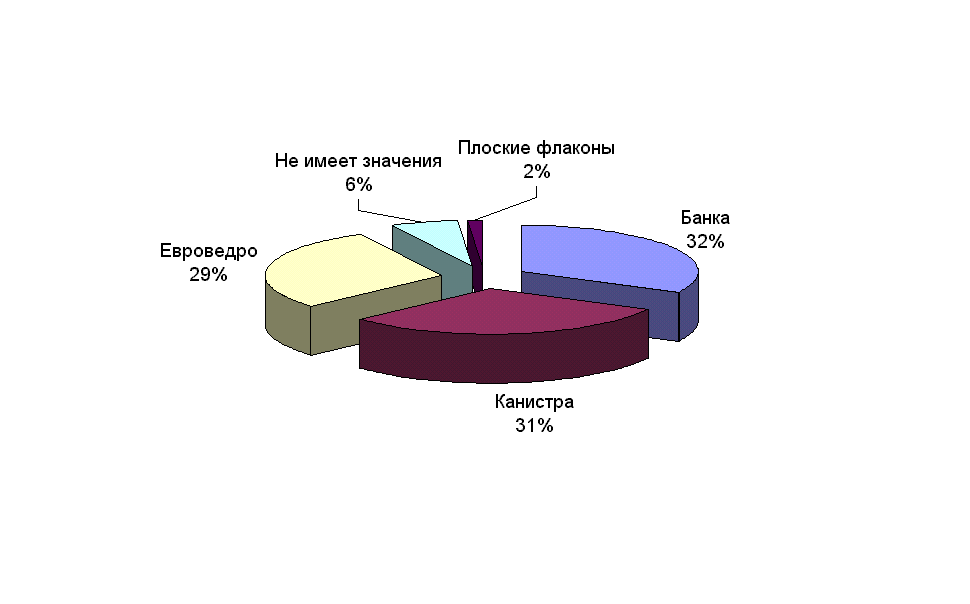 Плоские флаконы
2%
Не имеет значения
6%
Банка
32%
Евроведро
29%
Канистра
31%